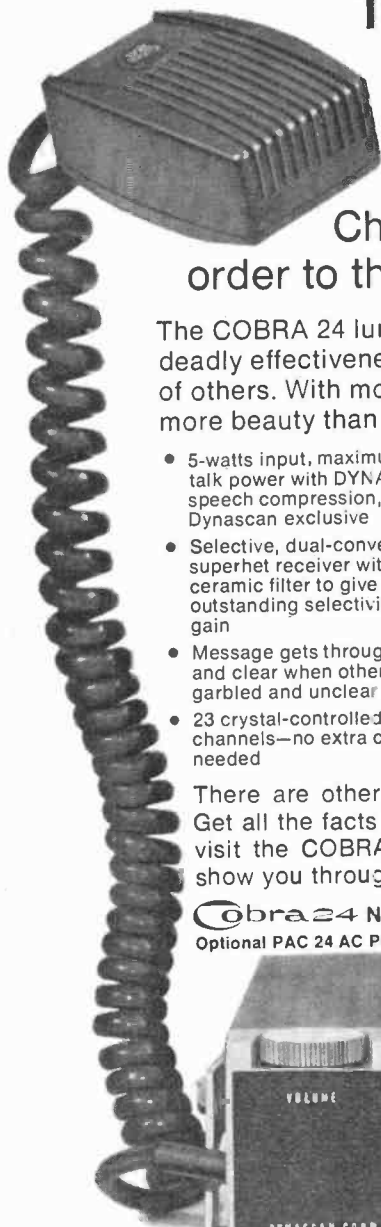 Ch
order to th
The COBRA 24 lu
deadly effectivene
of others. With mo
more beauty than
• 5-watts input, maximu
talk power with DYNA
speech compression,
Dynascan exclusive
• Selective, dual-conve
superhet receiver wit
ceramic filter to give
outstanding selectivi
gain
• Message gets throug
and clear when other
garbled and unclear
• 23 crystal-controlled
channels—no extra c
needed
There are other
Get all the facts
visit the COBRA
show you throug
Cobra 24 N
Optional PAC 24 AC P
VOLUME